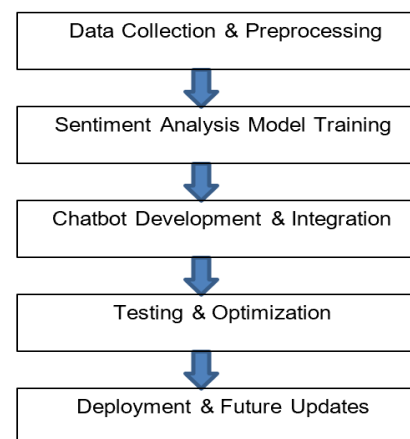 Data Collection & Preprocessing
Sentiment Analysis Model Training
Chatbot Development & Integration
Testing & Optimization
Deployment & Future Updates